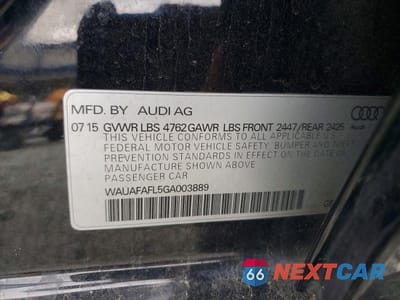 MFD. BY AUDI AG
07 15 GVWR LBS 4762 GAWR LBS FRONT 2447/REAR 2425
THIS VEHICLE CONFORMS TO ALL APPLICABLE
FEDERAL MOTOR VEHICLE SAFETY, BUMPER AND THEFT
PREVENTION STANDARDS IN EFFECT ON THE DATE OF
MANUFACTURE SHOWN ABOVE
PASSENGER CAR
WAUAFAFL5GA003889
Audi
66 NEXTCAR